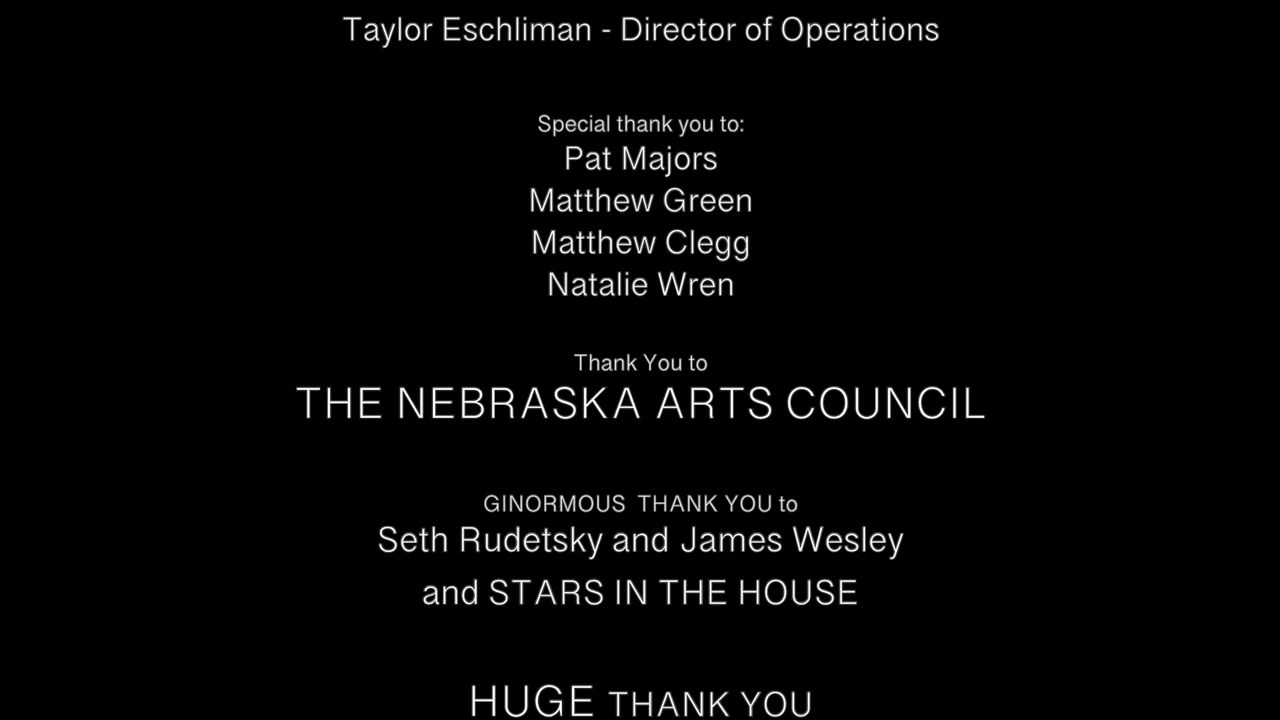 Taylor Eschliman - Director of Operations
Special thank you to:
Pat Majors
Matthew Green
Matthew Clegg
Natalie Wren
Thank You to
THE NEBRASKA ARTS COUNCIL
GINORMOUS THANK YOU to
Seth Rudetsky and James Wesley
and STARS IN THE HOUSE
HUGE THANK YOU